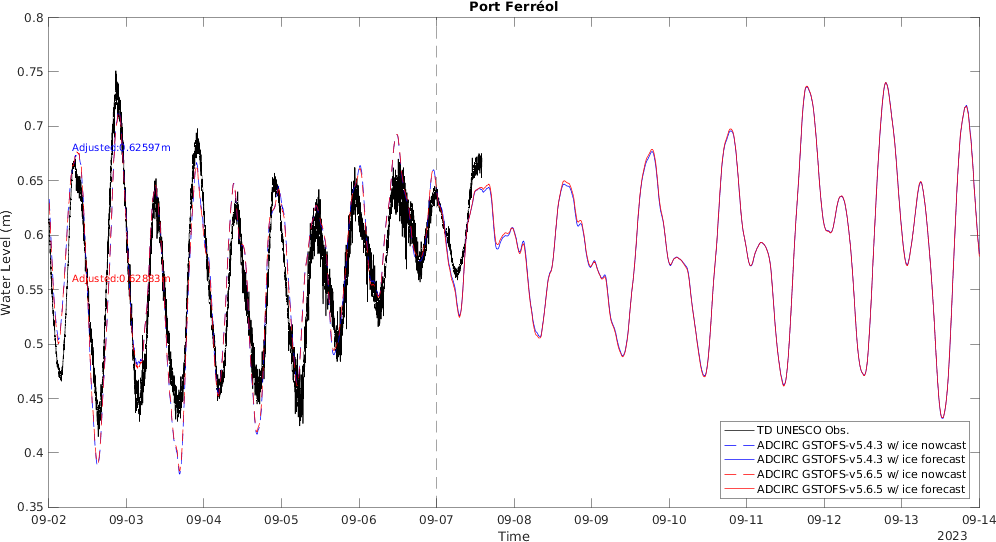 Port Ferréol
0.8
0.75
0.7
0.65
0.6
0.55
0.5
0.45
0.4
0.35
Water Level (m)
Adjusted:0.62597m
Adjusted:0.62883m
TD UNESCO Obs.
ADCIRC GSTOFS-v5.4.3 w/ ice nowcast
ADCIRC GSTOFS-v5.4.3 w/ ice forecast
ADCIRC GSTOFS-v5.6.5 w/ ice nowcast
ADCIRC GSTOFS-v5.6.5 w/ ice forecast
09-02 09-03 09-04 09-05 09-06 09-07 09-08 09-09 09-10 09-11 09-12 09-13 09-14
Time
2023